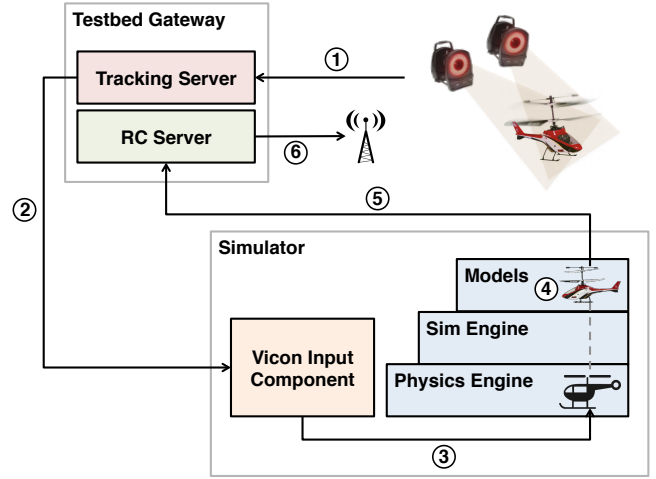 Testbed Gateway
Tracking Server
1
RC Server
6
2
5
Simulator
Models
4
Sim Engine
Vicon Input
Component
Physics Engine
3